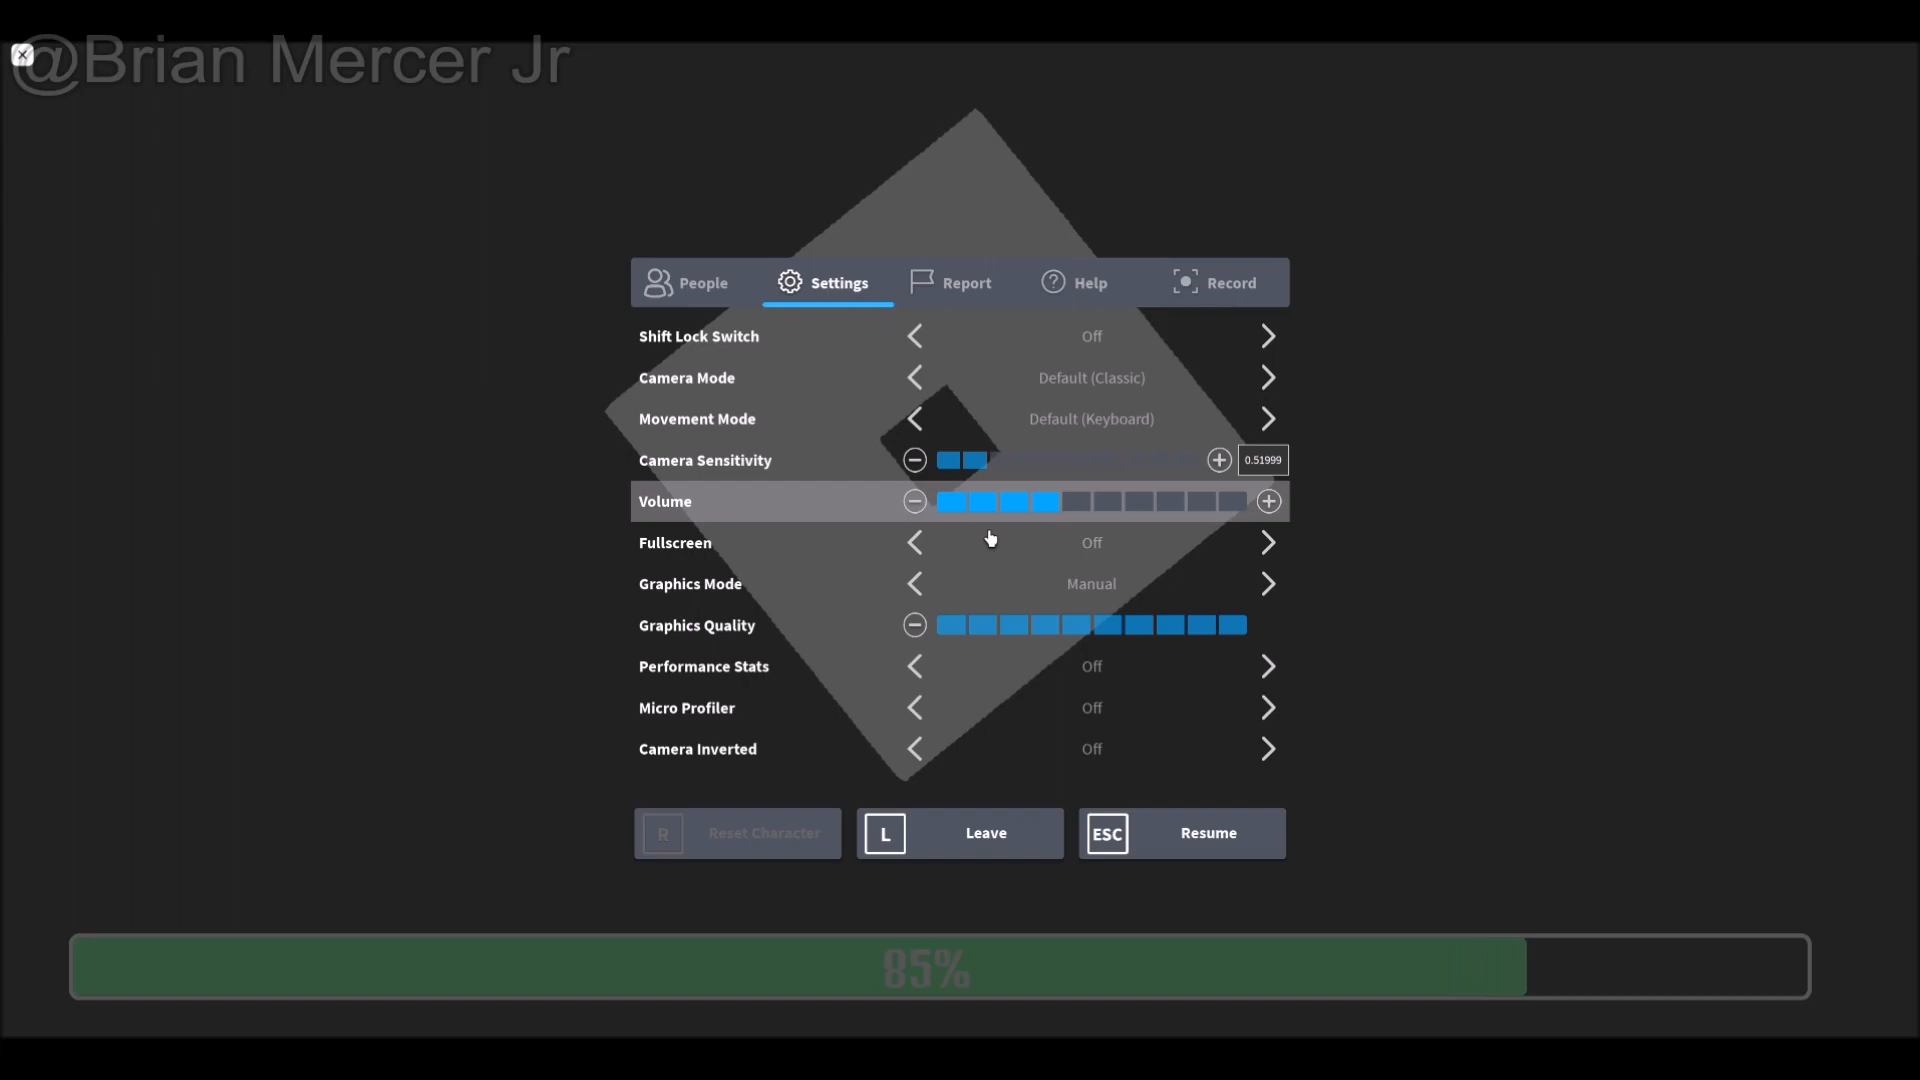 @Brian Mercer Jr
People Settings Report Help Record
Shift Lock Switch Off
Camera Mode Default (Classic)
Movement Mode Default (Keyboard)
Camera Sensitivity 0.51999
Volume
Fullscreen Off
Graphics Mode Manual
Graphics Quality
Performance Stats Off
Micro Profiler Off
Camera Inverted Off
R Reset Character L Leave ESC Resume
85%